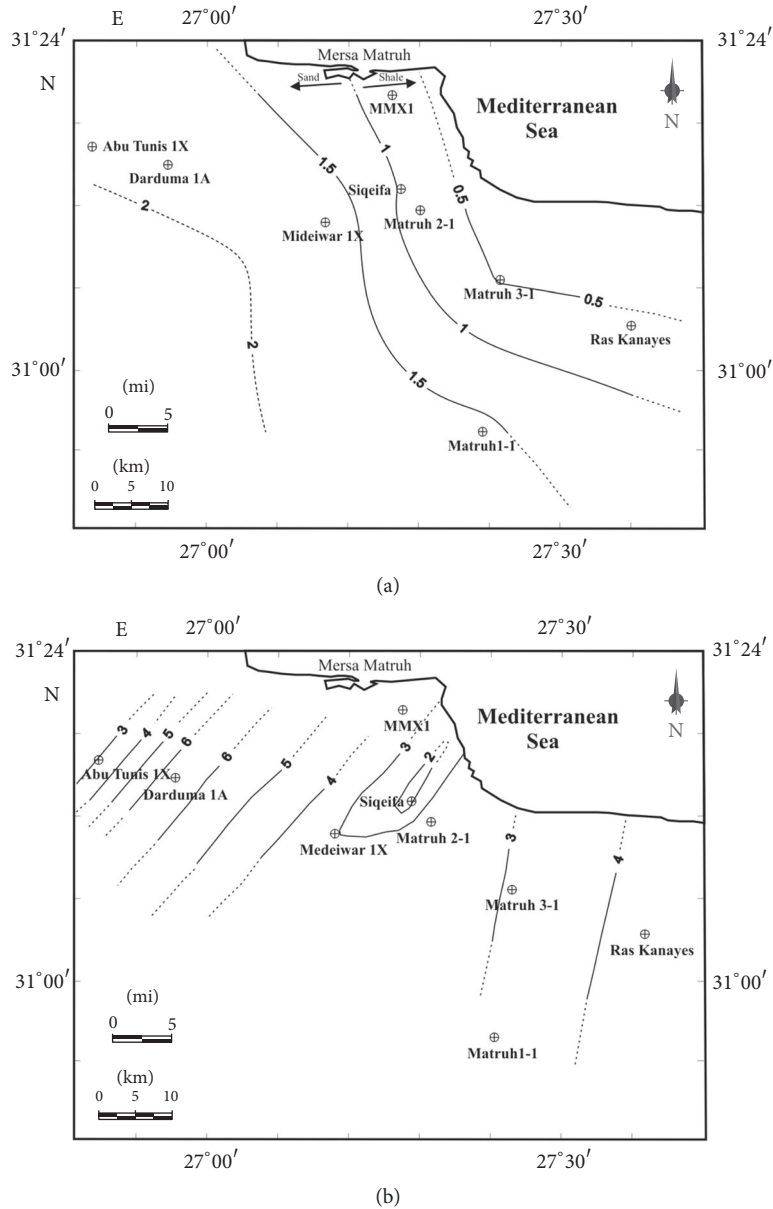 E 27°00′ 27°30′
31°24′ 31°24′
Mersa Matruh
N
Sand Shale
MMX1
Mediterranean
Sea
N
Abu Tunis 1X
Darduma 1A
1.5
1
0.5
Siqeifa
2
Matruh 2-1
Mideiwar 1X
Matruh 3-1
0.5
1
Ras Kanayes
2
31°00′ 31°00′
1.5
(mi)
0 5
Matruh1-1
(km)
0 5 10
27°00′ 27°30′
(a)
E 27°00′ 27°30′
31°24′ 31°24′
Mersa Matruh
N
MMX1
Mediterranean
Sea
N
3 4 5 6
6 5 4 3 2
Abu Tunis 1X
Darduma 1A
Siqeifa
Matruh 2-1
Medeiwar 1X
3
4
Matruh 3-1
Ras Kanayes
31°00′ 31°00′
(mi)
0 5
Matruh1-1
(km)
0 5 10
27°00′ 27°30′
(b)